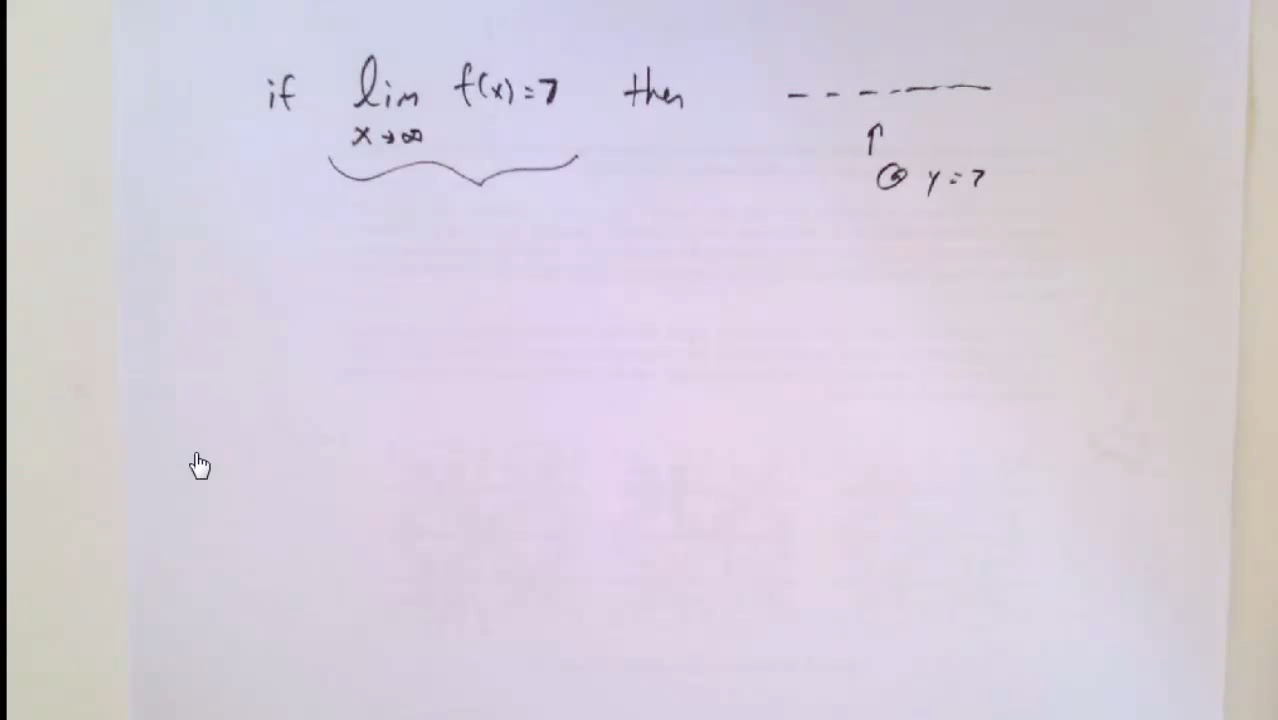 if lim f(x)=7 then
x→∞
y=7